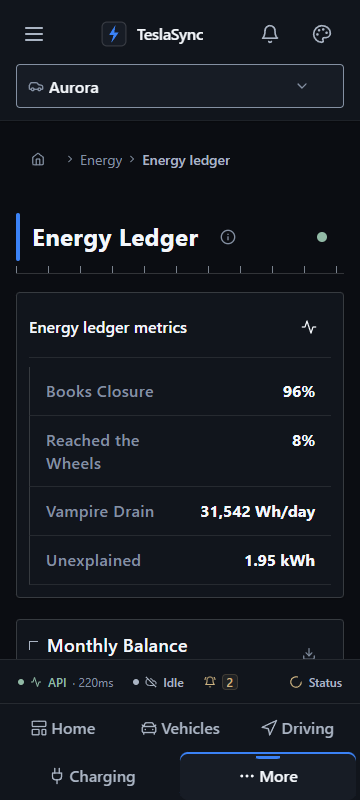 TeslaSync
Aurora
Energy
Energy ledger
Energy Ledger
Energy ledger metrics
Books Closure 96%
Reached the 8%
Wheels
Vampire Drain 31,542 Wh/day
Unexplained 1.95 kWh
Monthly Balance
API · 220ms Idle 2 Status
Home Vehicles Driving
Charging More